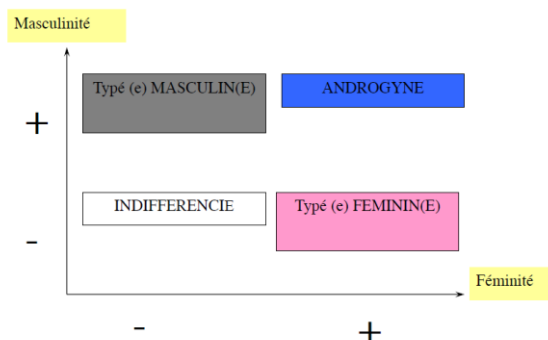 Masculinité
Typé (e) MASCULIN(E)
ANDROGYNE
+
INDIFFERENCIE
Typé (e) FEMININ(E)
-
Féminité
-
+